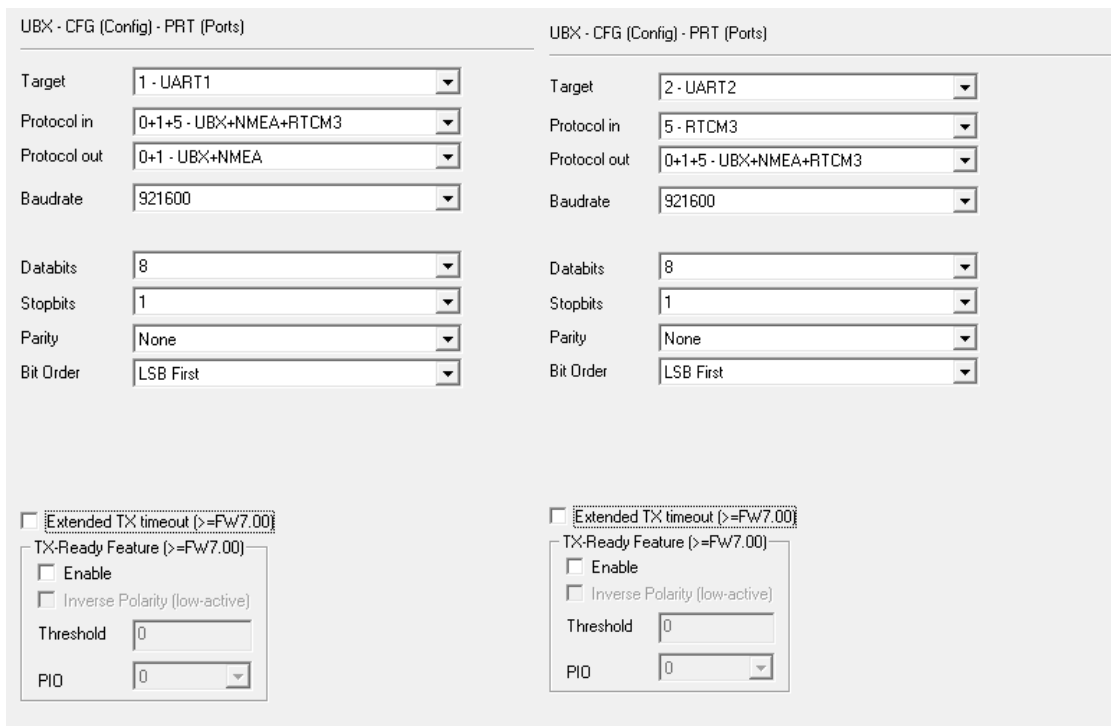 UBX - CFG (Config) - PRT (Ports)
Target 1 - UART1
Protocol in 0+1+5 - UBX+NMEA+RTCM3
Protocol out 0+1 - UBX+NMEA
Baudrate 921600
Databits 8
Stopbits 1
Parity None
Bit Order LSB First
Extended TX timeout (>=FW7.00)
TX-Ready Feature (>=FW7.00)
Enable
Inverse Polarity (low-active)
Threshold 0
PIO 0
UBX - CFG (Config) - PRT (Ports)
Target 2 - UART2
Protocol in 5 - RTCM3
Protocol out 0+1+5 - UBX+NMEA+RTCM3
Baudrate 921600
Databits 8
Stopbits 1
Parity None
Bit Order LSB First
Extended TX timeout (>=FW7.00)
TX-Ready Feature (>=FW7.00)
Enable
Inverse Polarity (low-active)
Threshold 0
PIO 0